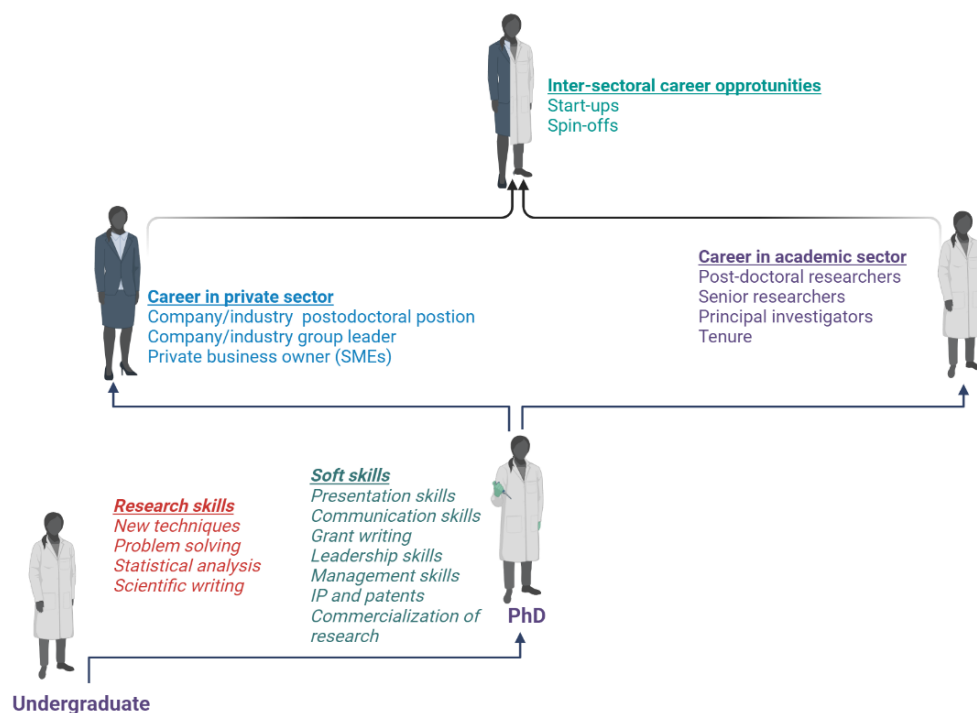 Inter-sectoral career opprotunities
Start-ups
Spin-offs
Career in private sector
Company/industry postodoctoral postion
Company/industry group leader
Private business owner (SMEs)
Career in academic sector
Post-doctoral researchers
Senior researchers
Principal investigators
Tenure
Research skills
New techniques
Problem solving
Statistical analysis
Scientific writing
Soft skills
Presentation skills
Communication skills
Grant writing
Leadership skills
Management skills
IP and patents
Commercialization of
research
PhD
Undergraduate